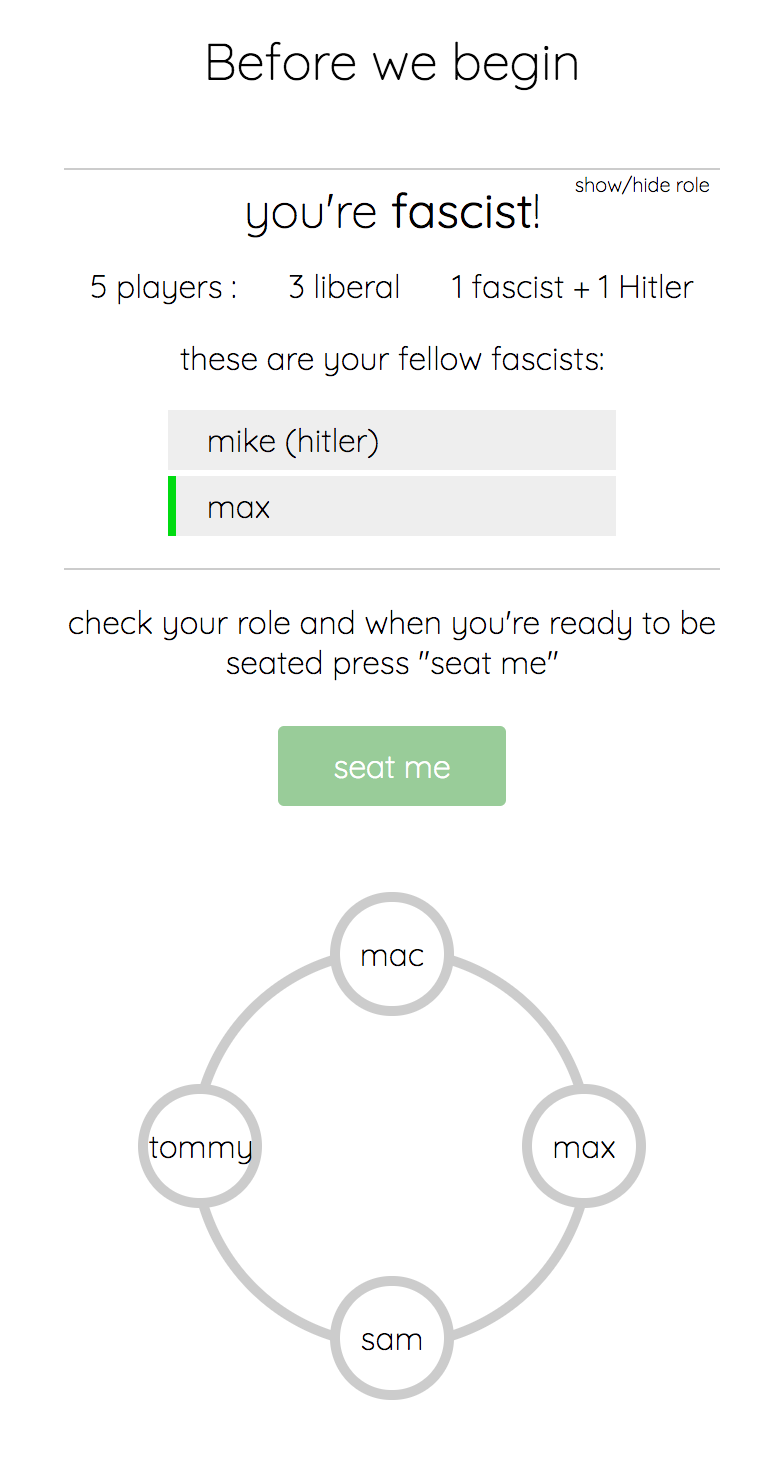 Before we begin
show/hide role
you're fascist!
5 players : 3 liberal 1 fascist + 1 Hitler
these are your fellow fascists:
mike (hitler)
max
check your role and when you're ready to be
seated press "seat me"
seat me
mac
tommy
max
sam